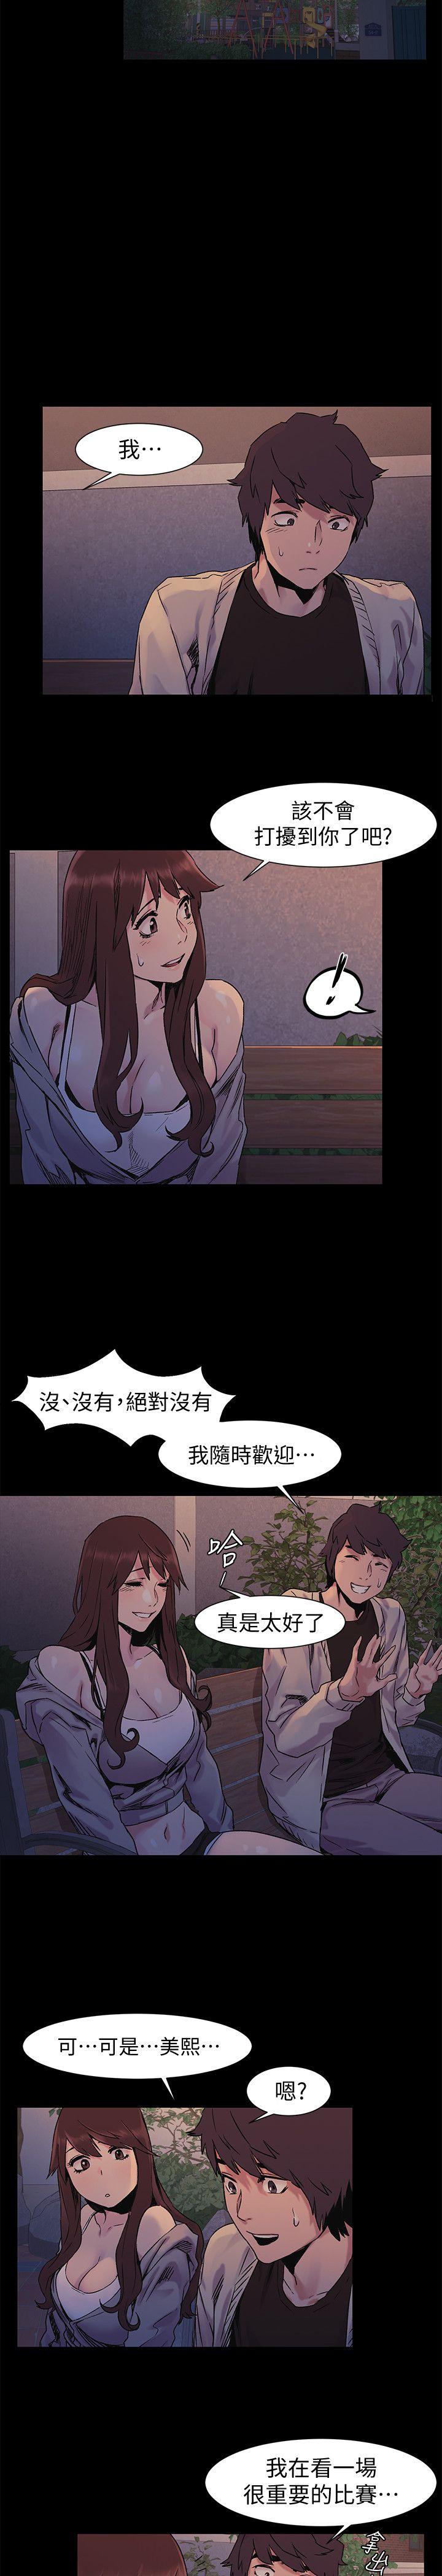 我…
該不會
打擾到你了吧?
沒、沒有,絕對沒有
我隨時歡迎…
哈
真是太好了
可…可是…美熙…
嗯?
我在看一場
很重要的比賽…
拿出